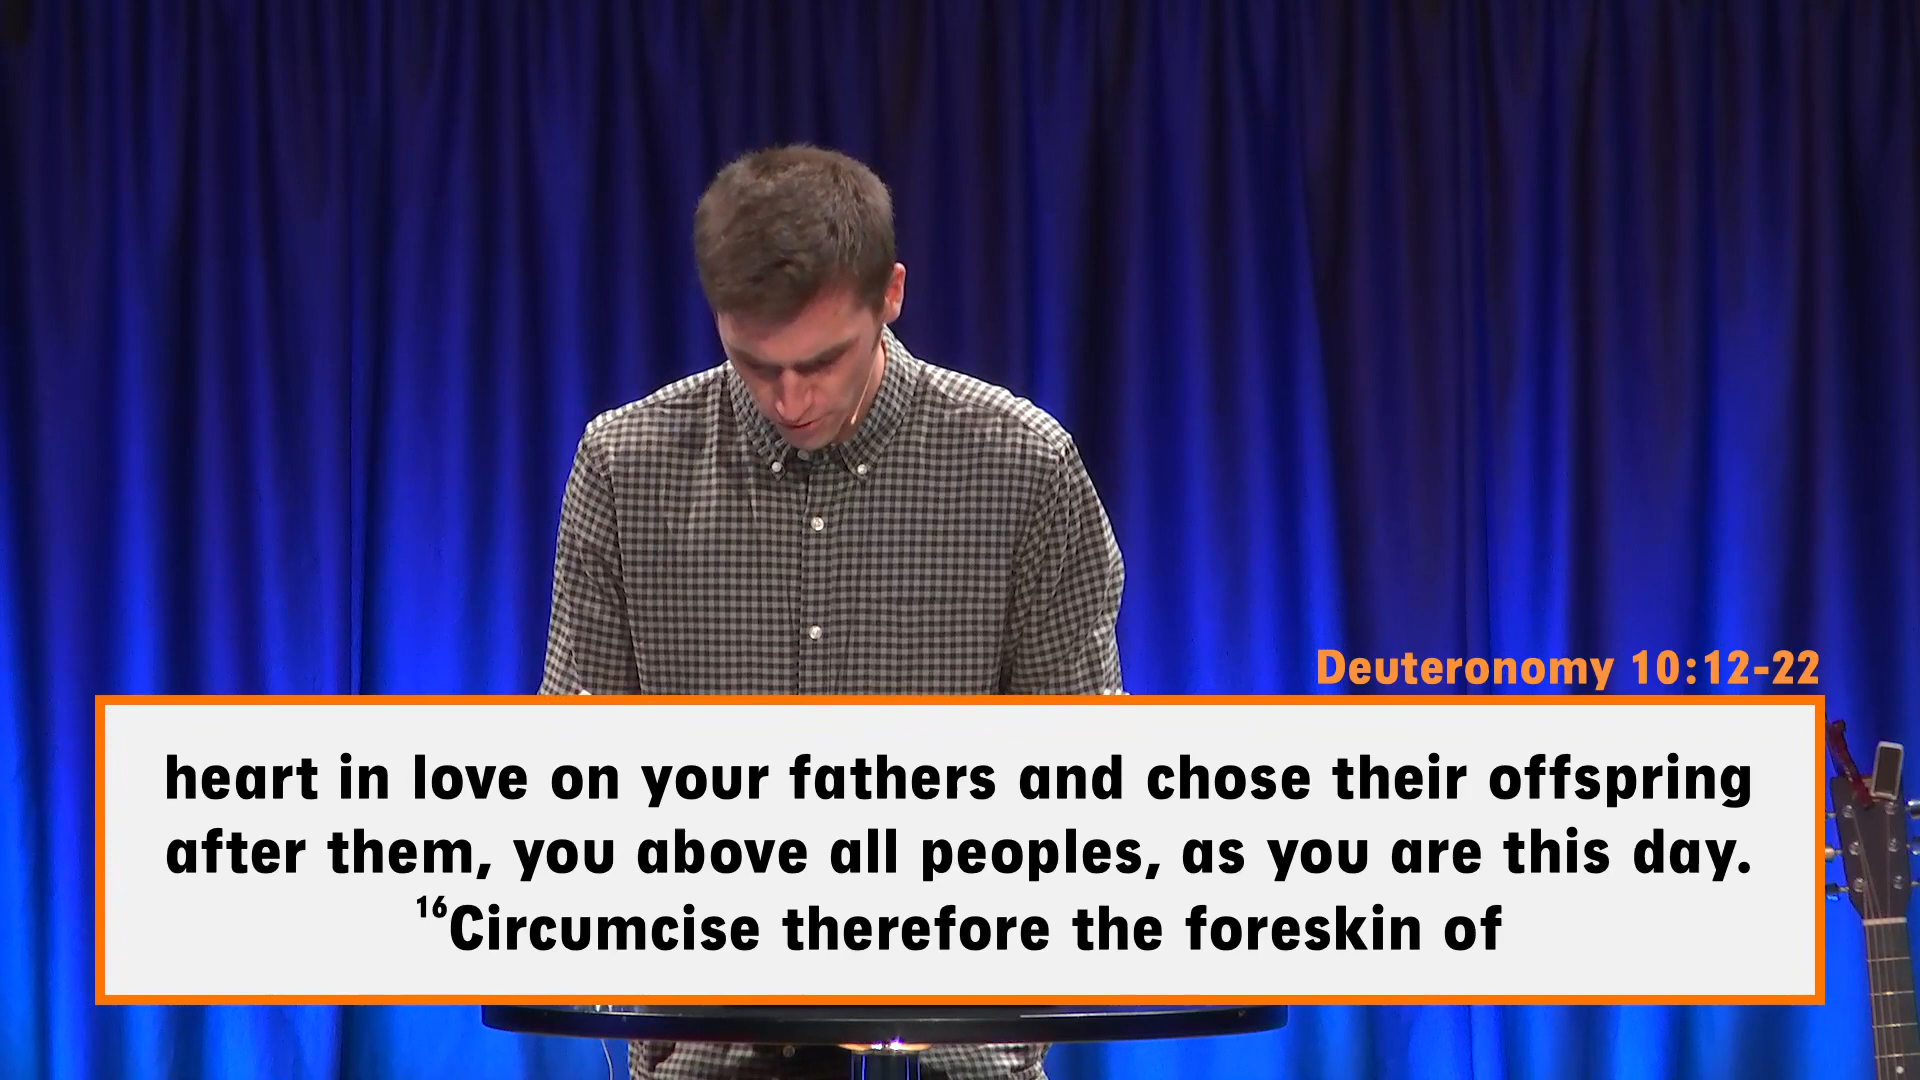 Deuteronomy 10:12-22
heart in love on your fathers and chose their offspring
after them, you above all peoples, as you are this day.
16Circumcise therefore the foreskin of